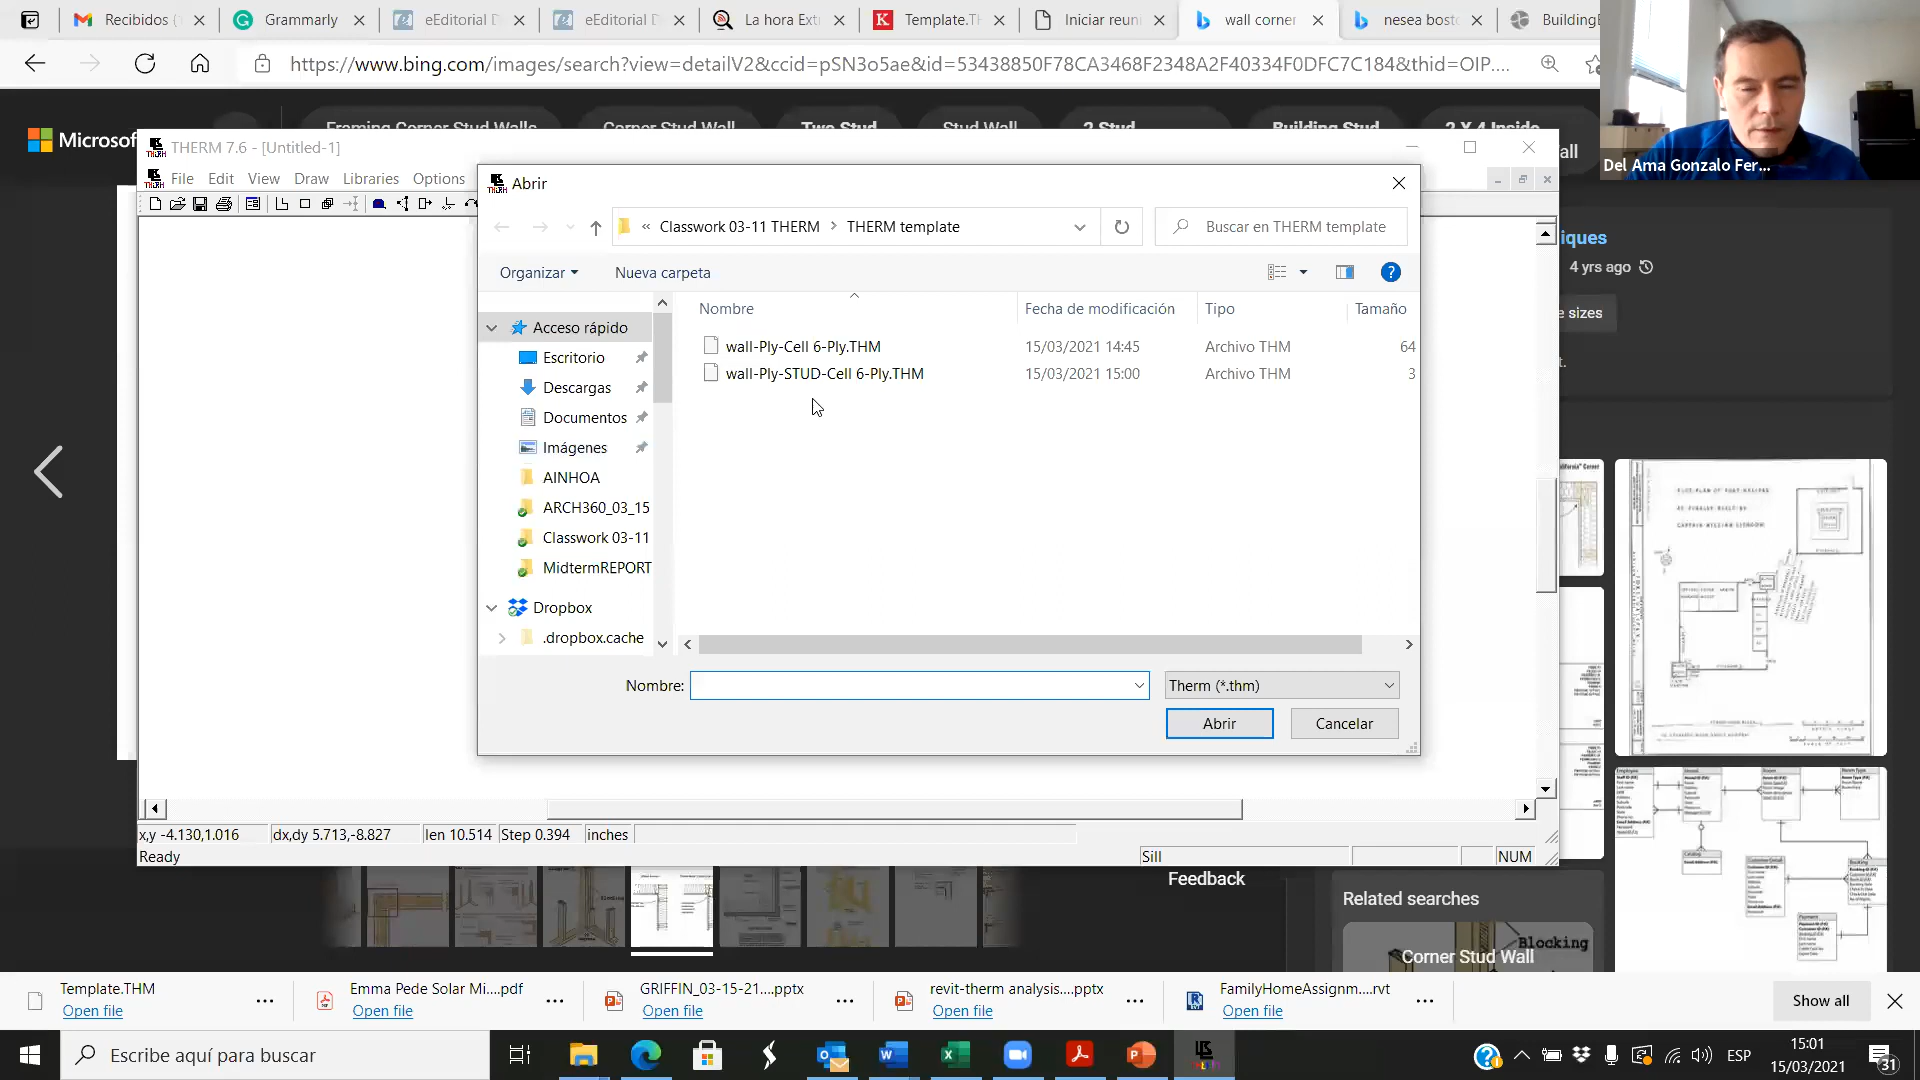 Recibidos (
Grammarly
eEditorial D
eEditorial D
La hora Ext
Template.T
Iniciar reun
wall corner
nesea bost
BuildingE
https://www.bing.com/images/search?view=detailV2&ccid=pSN3o5ae&id=53438850F78CA3468F2348A2F40334F0DFC7C184&thid=OIP....
Del Ama Gonzalo Fer...
Microsof
THERM 7.6 - [Untitled-1]
File Edit View Draw Libraries Options
Abrir
« Classwork 03-11 THERM > THERM template
Buscar en THERM template
Organizar
Nueva carpeta
Nombre
Fecha de modificación
Tipo
Tamaño
wall-Ply-Cell 6-Ply.THM 15/03/2021 14:45 Archivo THM 64
wall-Ply-STUD-Cell 6-Ply.THM 15/03/2021 15:00 Archivo THM 3
Acceso rápido
Escritorio
Descargas
Documentos
Imágenes
AINHOA
ARCH360_03_15
Classwork 03-11
MidtermREPORT
Dropbox
.dropbox.cache
Nombre:
Therm (*.thm)
Abrir
Cancelar
iques
4 yrs ago
e sizes
x,y -4.130,1.016 dx,dy 5.713,-8.827 len 10.514 Step 0.394 inches
Ready
Sill
NUM
Feedback
Related searches
Blocking
Corner Stud Wall
Template.THM
Open file
Emma Pede Solar Mi....pdf
Open file
GRIFFIN_03-15-21....pptx
Open file
revit-therm analysis....pptx
Open file
FamilyHomeAssignm....rvt
Open file
Show all
Escribe aquí para buscar
ESP
15:01
15/03/2021
31